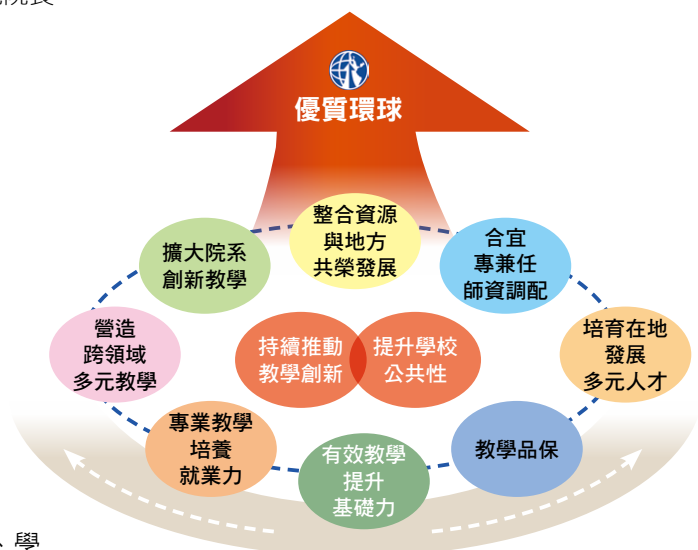 優質環球
整合資源
與地方
共榮發展
擴大院系
創新教學
合宜
專兼任
師資調配
營造
跨領域
多元教學
持續推動
教學創新
提升學校
公共性
培育在地
發展
多元人才
專業教學
培養
就業力
有效教學
提升
基礎力
教學品保
、學